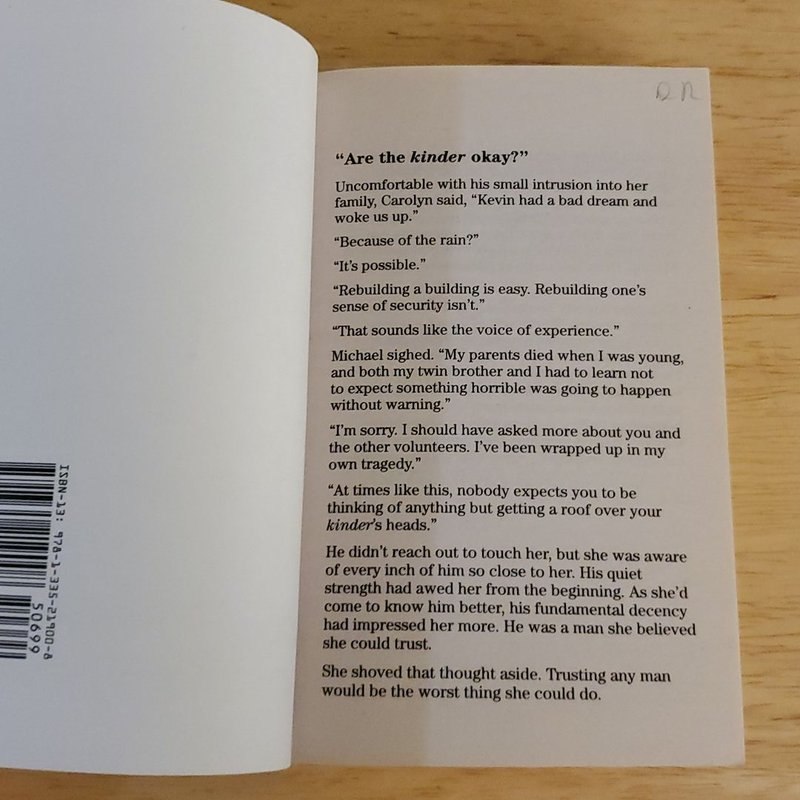 ISBN-13: 978-1-335-21900-8
50699
D R
“Are the kinder okay?”
Uncomfortable with his small intrusion into her
family, Carolyn said, “Kevin had a bad dream and
woke us up.”
“Because of the rain?”
“It’s possible.”
“Rebuilding a building is easy. Rebuilding one’s
sense of security isn’t.”
“That sounds like the voice of experience.”
Michael sighed. “My parents died when I was young,
and both my twin brother and I had to learn not
to expect something horrible was going to happen
without warning.”
“I’m sorry. I should have asked more about you and
the other volunteers. I’ve been wrapped up in my
own tragedy.”
“At times like this, nobody expects you to be
thinking of anything but getting a roof over your
kinder’s heads.”
He didn’t reach out to touch her, but she was aware
of every inch of him so close to her. His quiet
strength had awed her from the beginning. As she’d
come to know him better, his fundamental decency
had impressed her more. He was a man she believed
she could trust.
She shoved that thought aside. Trusting any man
would be the worst thing she could do.